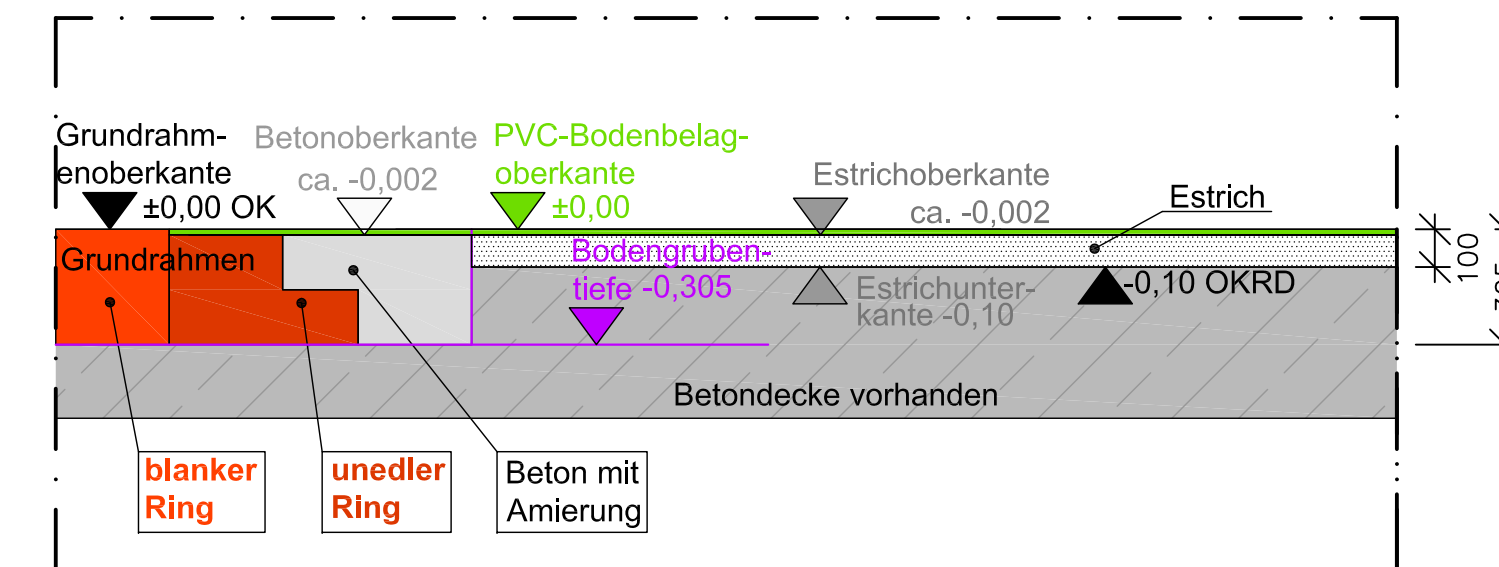 Grundrahm-
enoberkante
±0,00 OK
Betonoberkante
ca. -0,002
PVC-Bodenbelag-
oberkante
±0,00
Estrichoberkante
ca. -0,002
Estrich
Grundrahmen
Bodengruben-
tiefe -0,305
Estrichunter-
kante -0,10
-0,10 OKRD
100
Betondecke vorhanden
blanker
Ring
unedler
Ring
Beton mit
Amierung